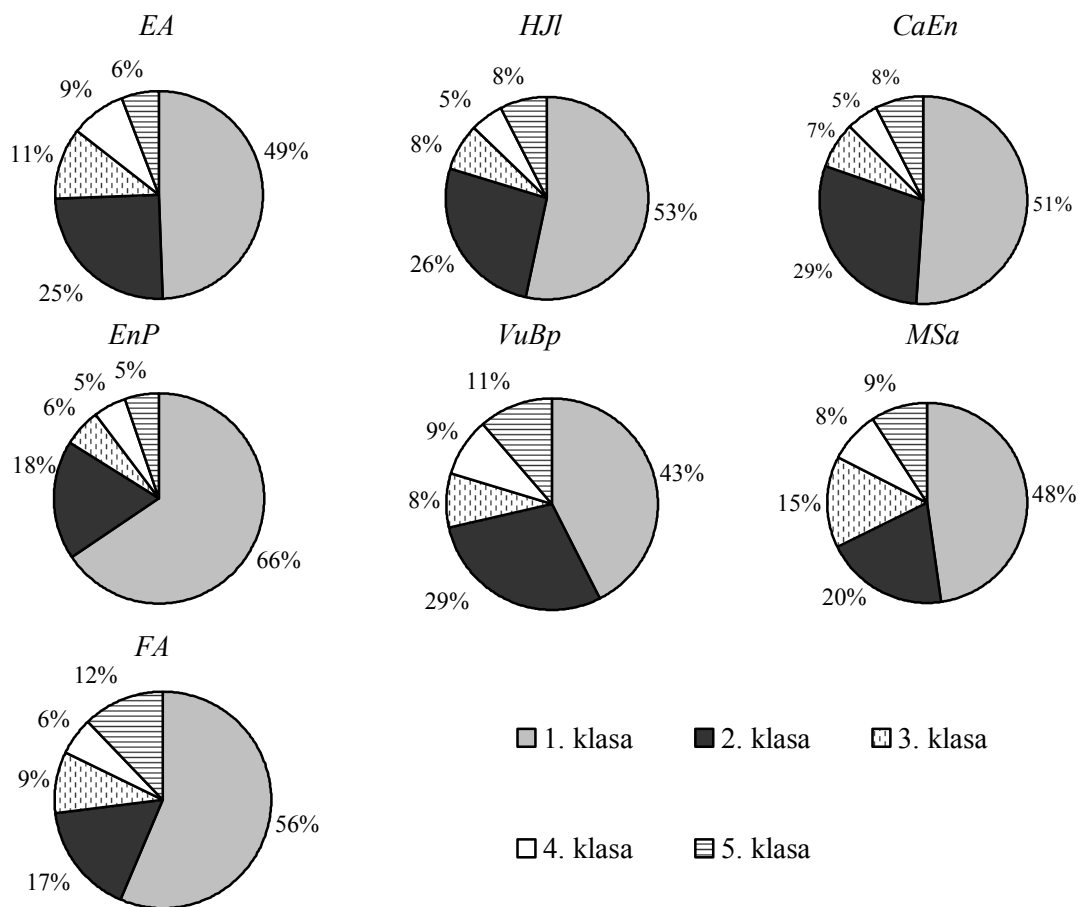 EA
HJl
CaEn
6%
9%
11%
49%
25%
8%
5%
8%
53%
26%
8%
5%
7%
51%
29%
EnP
VuBp
MSa
5%
5%
6%
18%
66%
11%
9%
8%
43%
29%
9%
8%
15%
48%
20%
FA
12%
6%
9%
56%
17%
1. klasa
2. klasa
3. klasa
4. klasa
5. klasa